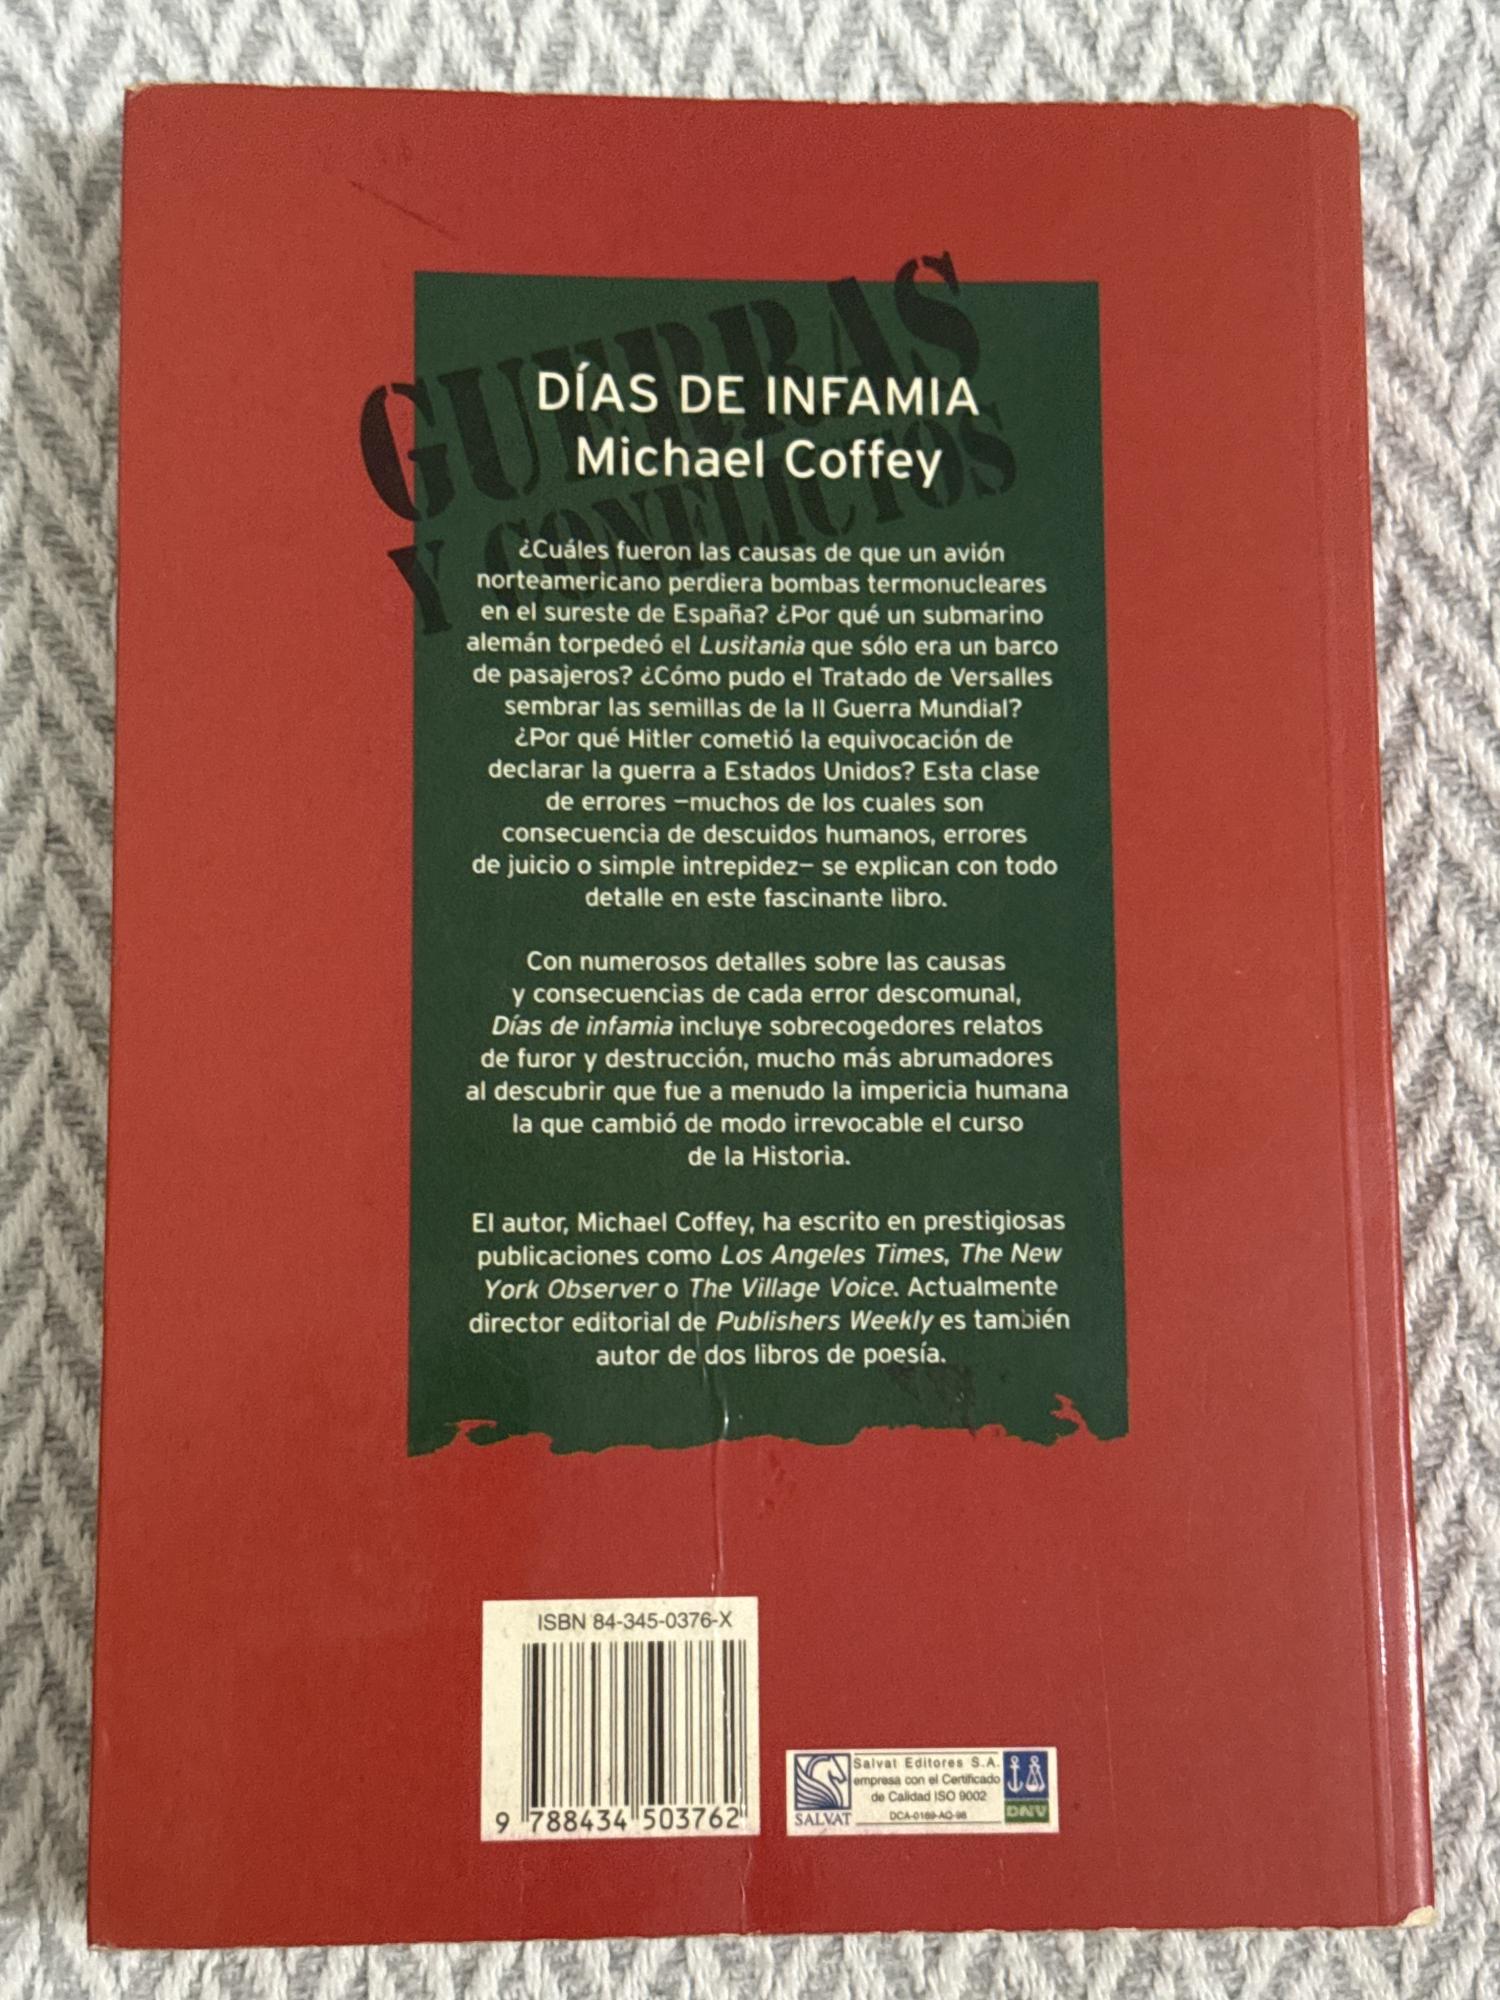 GUERRAS
Y CONFLICTOS
DÍAS DE INFAMIA
Michael Coffey
¿Cuáles fueron las causas de que un avión
norteamericano perdiera bombas termonucleares
en el sureste de España? ¿Por qué un submarino
alemán torpedeó el Lusitania que sólo era un barco
de pasajeros? ¿Cómo pudo el Tratado de Versalles
sembrar las semillas de la II Guerra Mundial?
¿Por qué Hitler cometió la equivocación de
declarar la guerra a Estados Unidos? Esta clase
de errores —muchos de los cuales son
consecuencia de descuidos humanos, errores
de juicio o simple intrepidez— se explican con todo
detalle en este fascinante libro.
Con numerosos detalles sobre las causas
y consecuencias de cada error descomunal,
Días de infamia incluye sobrecogedores relatos
de furor y destrucción, mucho más abrumadores
al descubrir que fue a menudo la impericia humana
la que cambió de modo irrevocable el curso
de la Historia.
El autor, Michael Coffey, ha escrito en prestigiosas
publicaciones como Los Angeles Times, The New
York Observer o The Village Voice. Actualmente
director editorial de Publishers Weekly es también
autor de dos libros de poesía.
ISBN 84-345-0376-X
9 788434 503762
SALVAT
Salvat Editores S.A.
empresa con el Certificado
de Calidad ISO 9002
DCA-0169-AQ-98
DNV